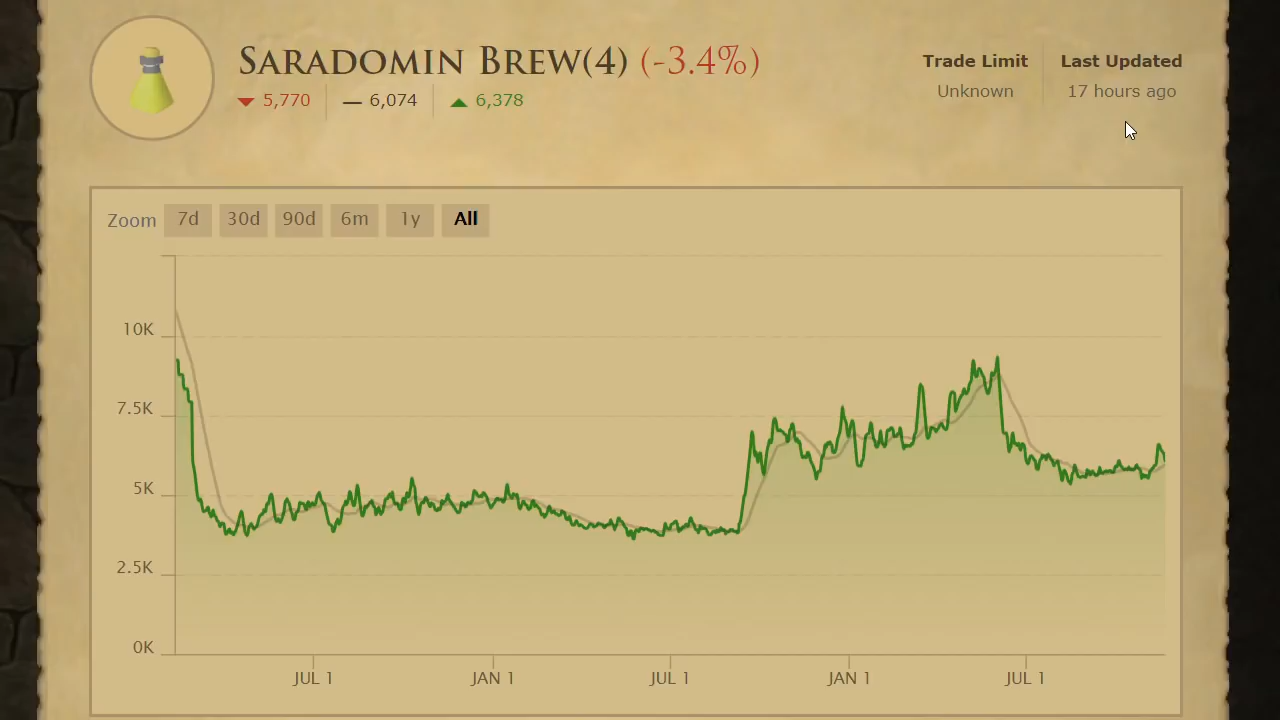 SARADOMIN BREW(4) (-3.4%)
5,770 6,074 6,378
Trade Limit Last Updated
Unknown 17 hours ago
Zoom 7d 30d 90d 6m 1y All
10K
7.5K
5K
2.5K
0K
JUL 1 JAN 1 JUL 1 JAN 1 JUL 1